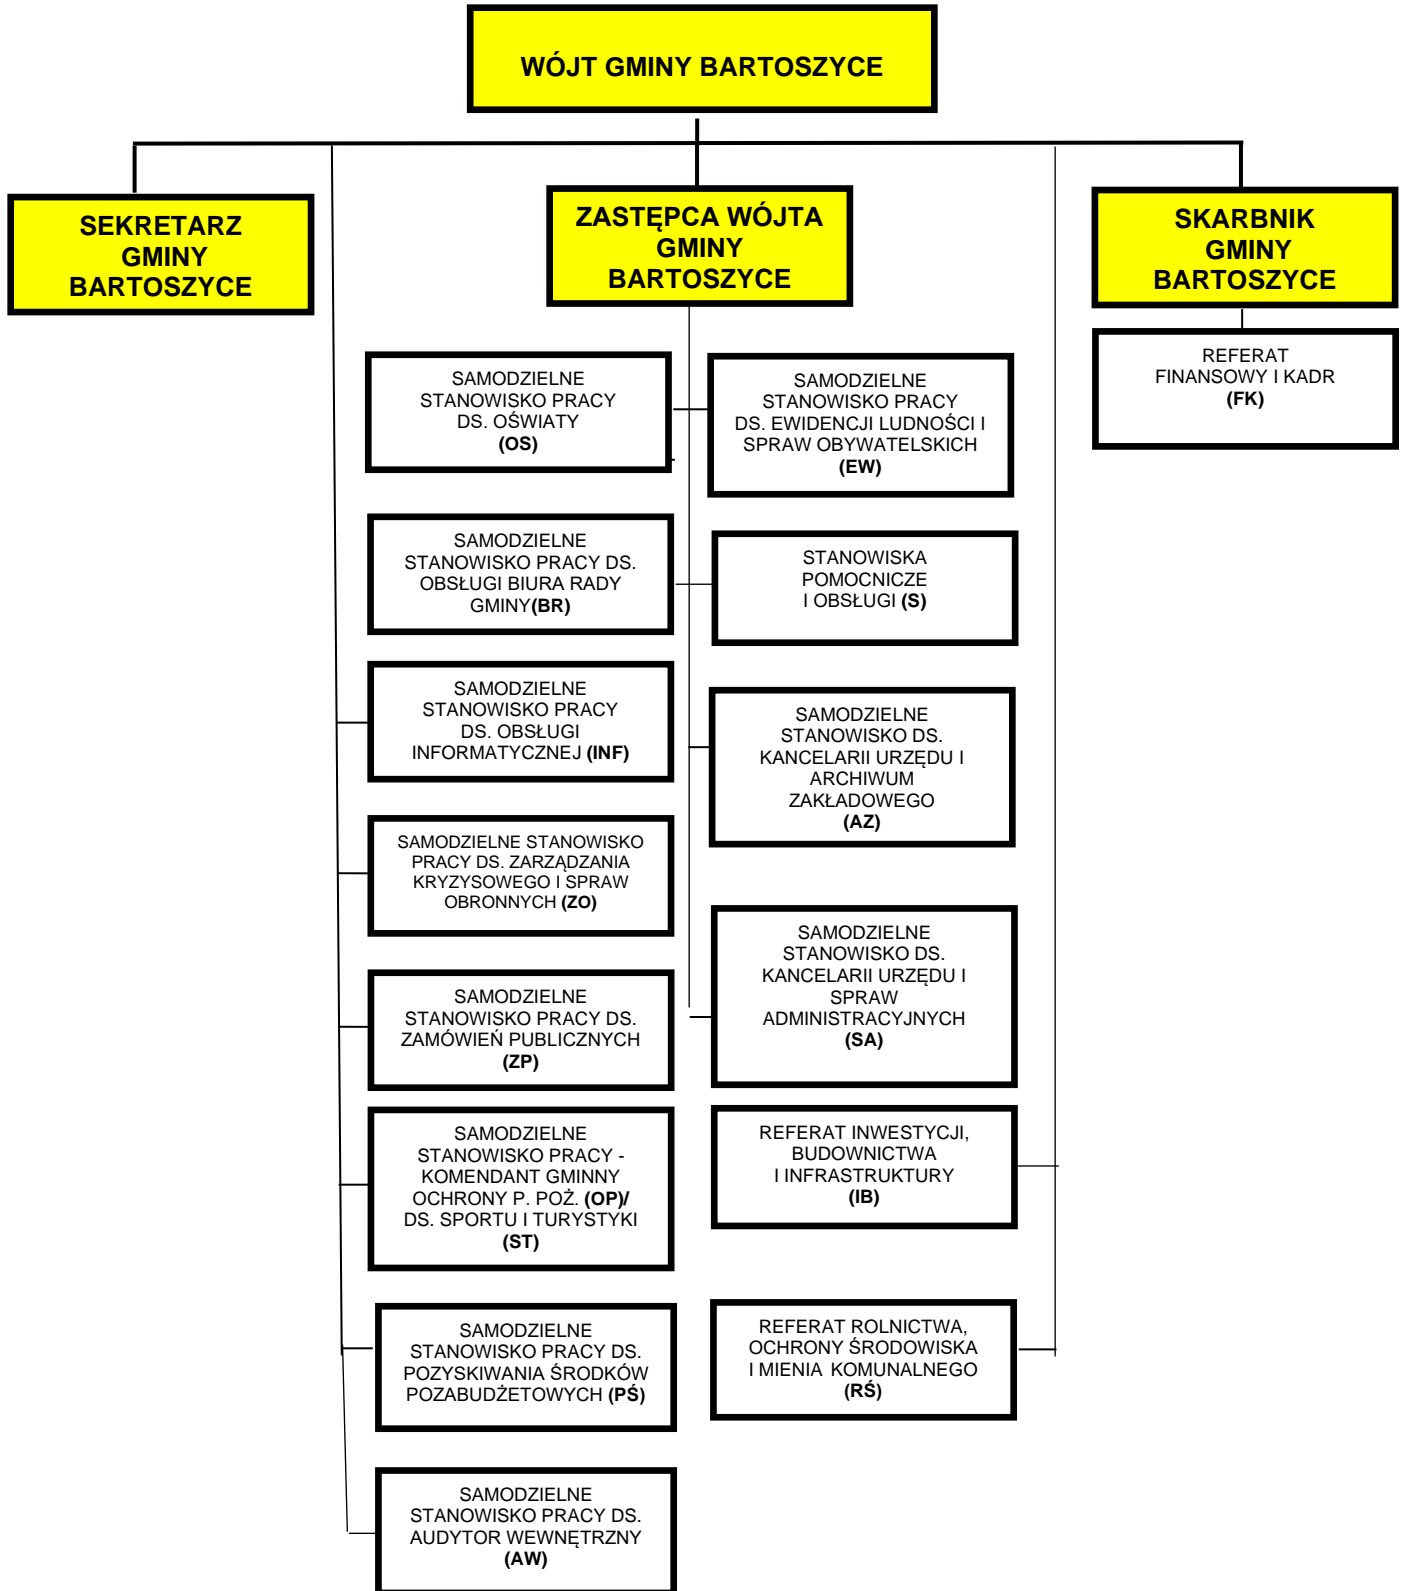 WÓJT GMINY BARTOSZYCE
SEKRETARZ
GMINY
BARTOSZYCE
ZASTĘPCA WÓJTA
GMINY
BARTOSZYCE
SKARBNIK
GMINY
BARTOSZYCE
REFERAT
FINANSOWY I KADR
(FK)
SAMODZIELNE
STANOWISKO PRACY
DS. OŚWIATY
(OS)
SAMODZIELNE
STANOWISKO PRACY
DS. EWIDENCJI LUDNOŚCI I
SPRAW OBYWATELSKICH
(EW)
SAMODZIELNE
STANOWISKO PRACY DS.
OBSŁUGI BIURA RADY
GMINY(BR)
STANOWISKA
POMOCNICZE
I OBSŁUGI (S)
SAMODZIELNE
STANOWISKO PRACY
DS. OBSŁUGI
INFORMATYCZNEJ (INF)
SAMODZIELNE
STANOWISKO DS.
KANCELARII URZĘDU I
ARCHIWUM
ZAKŁADOWEGO
(AZ)
SAMODZIELNE STANOWISKO
PRACY DS. ZARZĄDZANIA
KRYZYSOWEGO I SPRAW
OBRONNYCH (ZO)
SAMODZIELNE
STANOWISKO DS.
KANCELARII URZĘDU I
SPRAW
ADMINISTRACYJNYCH
(SA)
SAMODZIELNE
STANOWISKO PRACY DS.
ZAMÓWIEŃ PUBLICZNYCH
(ZP)
SAMODZIELNE
STANOWISKO PRACY -
KOMENDANT GMINNY
OCHRONY P. POŻ. (OP)/
DS. SPORTU I TURYSTYKI
(ST)
REFERAT INWESTYCJI,
BUDOWNICTWA
I INFRASTRUKTURY
(IB)
SAMODZIELNE
STANOWISKO PRACY DS.
POZYSKIWANIA ŚRODKÓW
POZABUDŻETOWYCH (PŚ)
REFERAT ROLNICTWA,
OCHRONY ŚRODOWISKA
I MIENIA KOMUNALNEGO
(RŚ)
SAMODZIELNE
STANOWISKO PRACY DS.
AUDYTOR WEWNĘTRZNY
(AW)